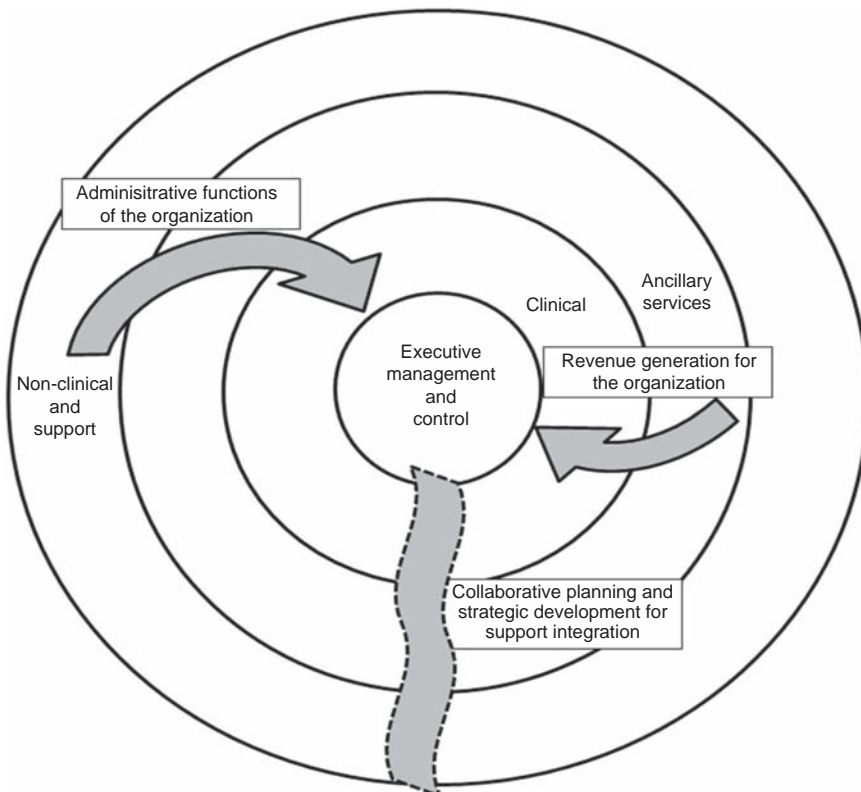 Adminisitrative functions
of the organization
Ancillary
services
Clinical
Executive
management
and
control
Revenue generation for
the organization
Non-clinical
and
support
Collaborative planning and
strategic development for
support integration